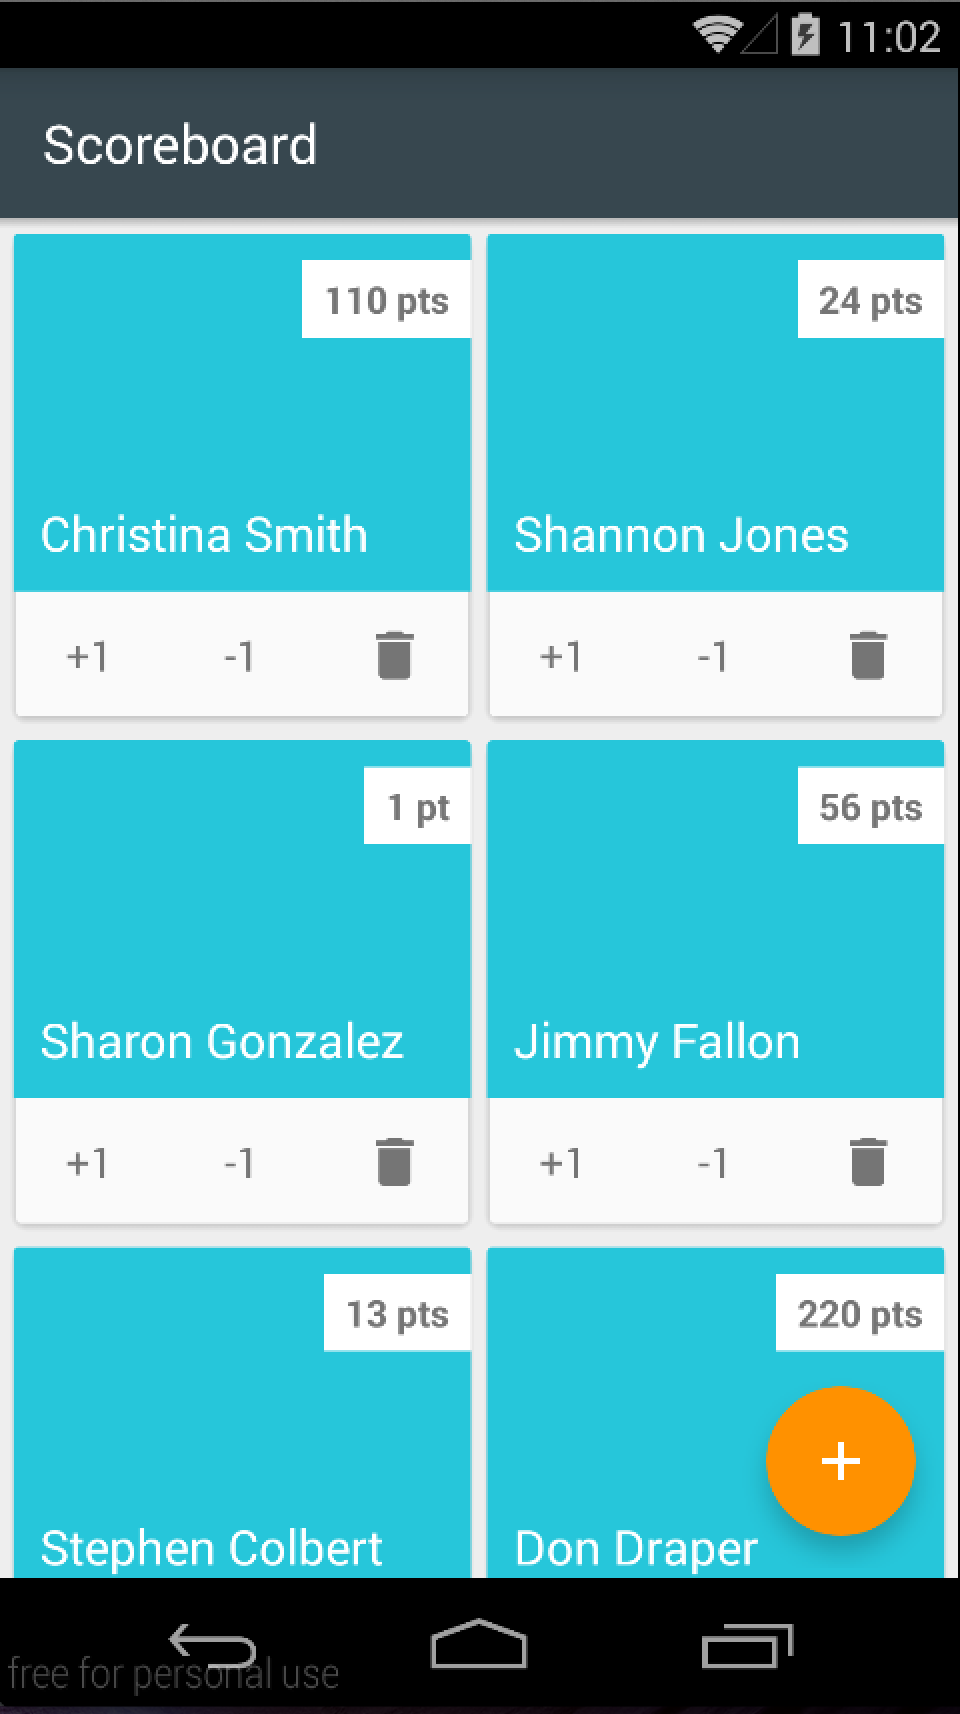 11:02
Scoreboard
110 pts
24 pts
Christina Smith
Shannon Jones
+1 -1
+1 -1
1 pt
56 pts
Sharon Gonzalez
Jimmy Fallon
+1 -1
+1 -1
13 pts
220 pts
+
Stephen Colbert
Don Draper
free for personal use